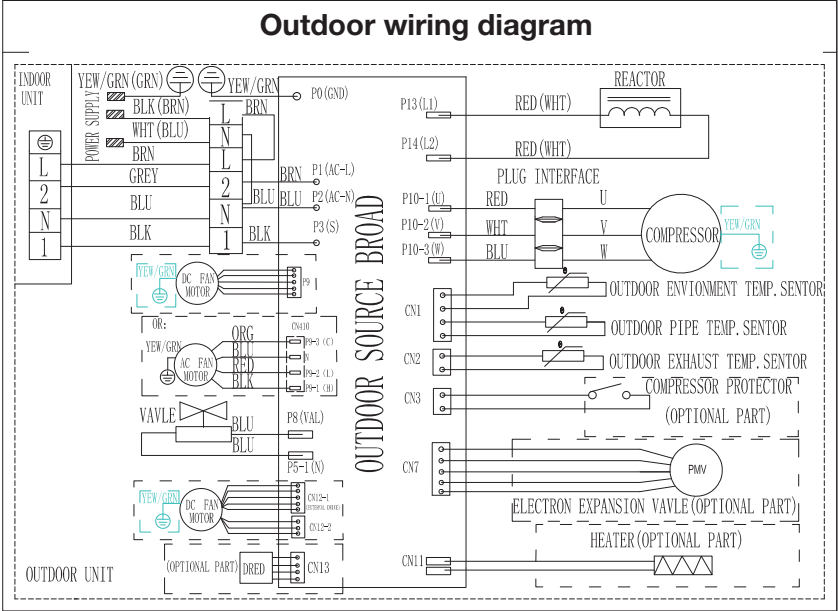 Outdoor wiring diagram
INDOOR
UNIT
POWER SUPPLY
YEW/GRN(GRN)
YEW/GRN
BLK(BRN)
WHT(BLU)
BRN
GREY
BLU
BLK
L
2
N
1
L
N
L
2
N
1
BRN
BLU
BRN
BLU
BLK
P0(GND)
P1(AC-L)
P2(AC-N)
P3(S)
YEW/GRN
DC FAN
MOTOR
P9
OR:
YEW/GRN
AC FAN
MOTOR
ORG
BLU
RED
BLK
CN410
P9-3 (C)
N
P9-2 (L)
P9-1 (H)
VAVLE
BLU
BLU
P8(VAL)
P5-1(N)
YEW/GRN
DC FAN
MOTOR
CN12-1
(EXTERNAL DRIVE)
CN12-2
(OPTIONAL PART)
DRED
CN13
OUTDOOR UNIT
OUTDOOR SOURCE BROAD
P13(L1)
RED(WHT)
REACTOR
P14(L2)
RED(WHT)
PLUG INTERFACE
P10-1(U)
RED
U
P10-2(V)
WHT
V
P10-3(W)
BLU
W
COMPRESSOR
YEW/GRN
CN1
θ
OUTDOOR ENVIONMENT TEMP.SENTOR
θ
OUTDOOR PIPE TEMP.SENTOR
CN2
θ
OUTDOOR EXHAUST TEMP.SENTOR
CN3
COMPRESSOR PROTECTOR
(OPTIONAL PART)
CN7
PMV
ELECTRON EXPANSION VAVLE(OPTIONAL PART)
HEATER(OPTIONAL PART)
CN11